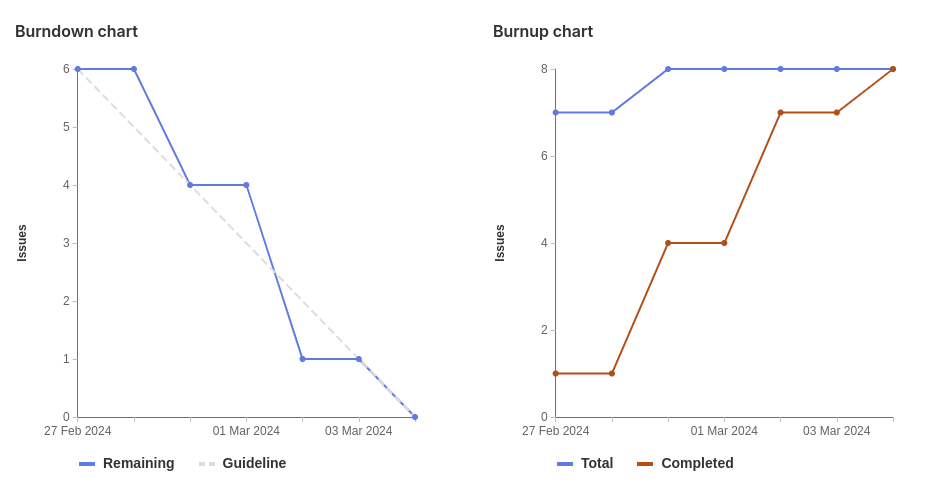 Burndown chart
6
5
4
3
2
1
0
Issues
27 Feb 2024
01 Mar 2024
03 Mar 2024
Remaining
Guideline
Burnup chart
8
6
4
2
0
Issues
27 Feb 2024
01 Mar 2024
03 Mar 2024
Total
Completed